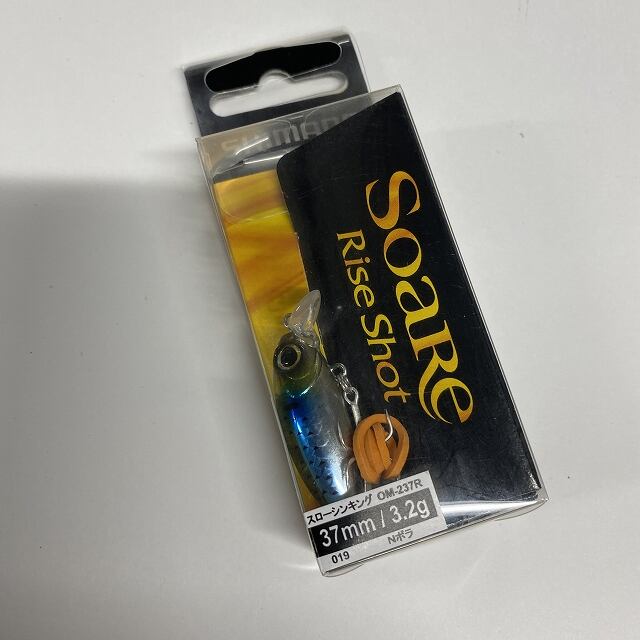 SHIMANO
Soare
Rise Shot
スローシンキング OM-237R
37mm / 3.2g
019 Nボラ